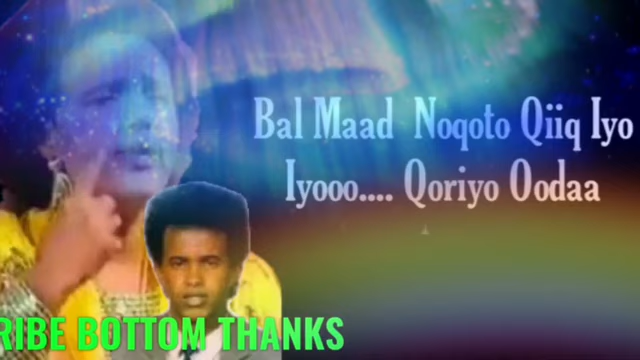 Bal Maad Noqoto Qiiq Iyo
Iyooo.... Qoriyo Oodaa
RIBE BOTTOM THANKS